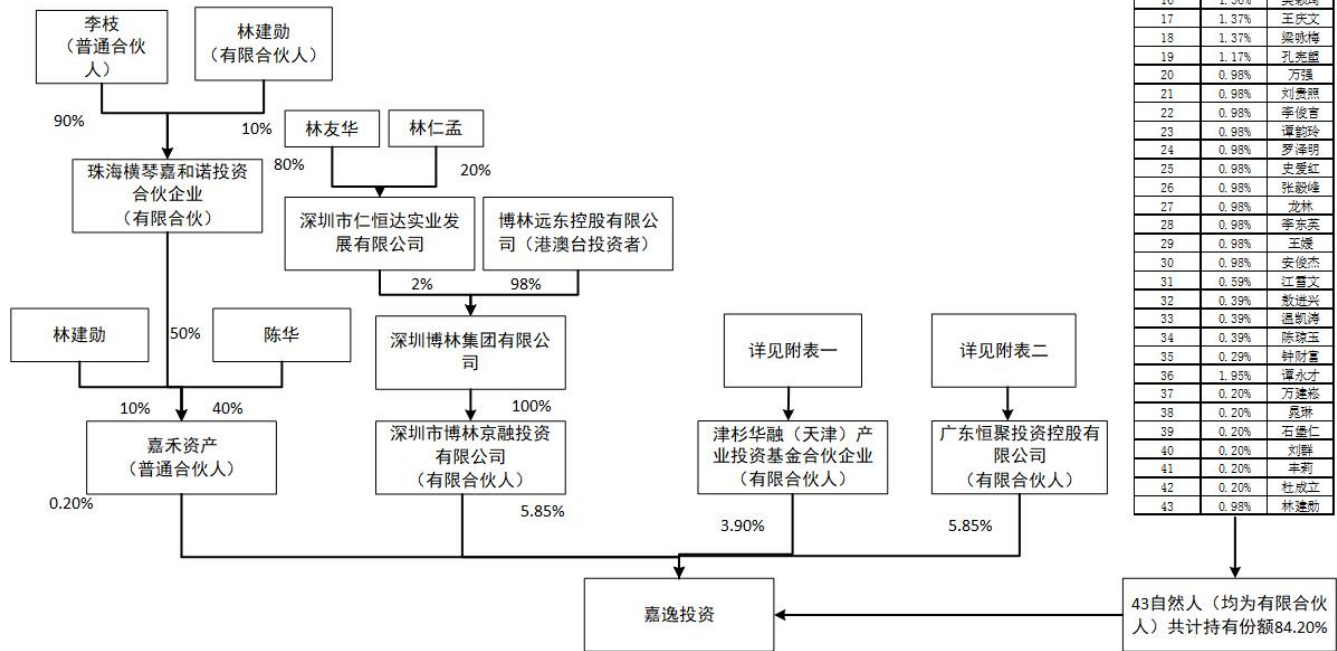 李枝
（普通合伙
人）
林建勋
（有限合伙人）
90%
10%
林友华
林仁孟
80%
20%
珠海横琴嘉和诺投资
合伙企业
（有限合伙）
深圳市仁恒达实业发
展有限公司
博林远东控股有限公
司（港澳台投资者）
2%
98%
林建勋
50%
陈华
深圳博林集团有限公
司
详见附表一
详见附表二
10%
40%
100%
嘉禾资产
（普通合伙人）
深圳市博林京融投资
有限公司
（有限合伙人）
津杉华融（天津）产
业投资基金合伙企业
（有限合伙人）
广东恒聚投资控股有
限公司
（有限合伙人）
0.20%
5.85%
3.90%
5.85%
嘉逸投资
17 1.37% 王庆文
18 1.37% 梁咏梅
19 1.17%
20 0.98% 万强
21 0.98% 刘贵照
22 0.98% 李俊言
23 0.98% 谭韵玲
24 0.98% 罗泽明
25 0.98% 史爱红
26 0.98% 张毅峰
27 0.98% 龙林
28 0.98% 李东英
29 0.98% 王媛
30 0.98% 安俊杰
31 0.59% 江雪文
32 0.39% 敖进兴
33 0.39% 温凯涛
34 0.39% 陈琼玉
35 0.29% 钟财富
36 1.95% 谭永才
37 0.20% 万建崧
38 0.20% 晁琳
39 0.20% 石堡仁
40 0.20% 刘群
41 0.20% 丰莉
42 0.20% 杜成立
43 0.98% 林建勋
43自然人（均为有限合伙
人）共计持有份额84.20%